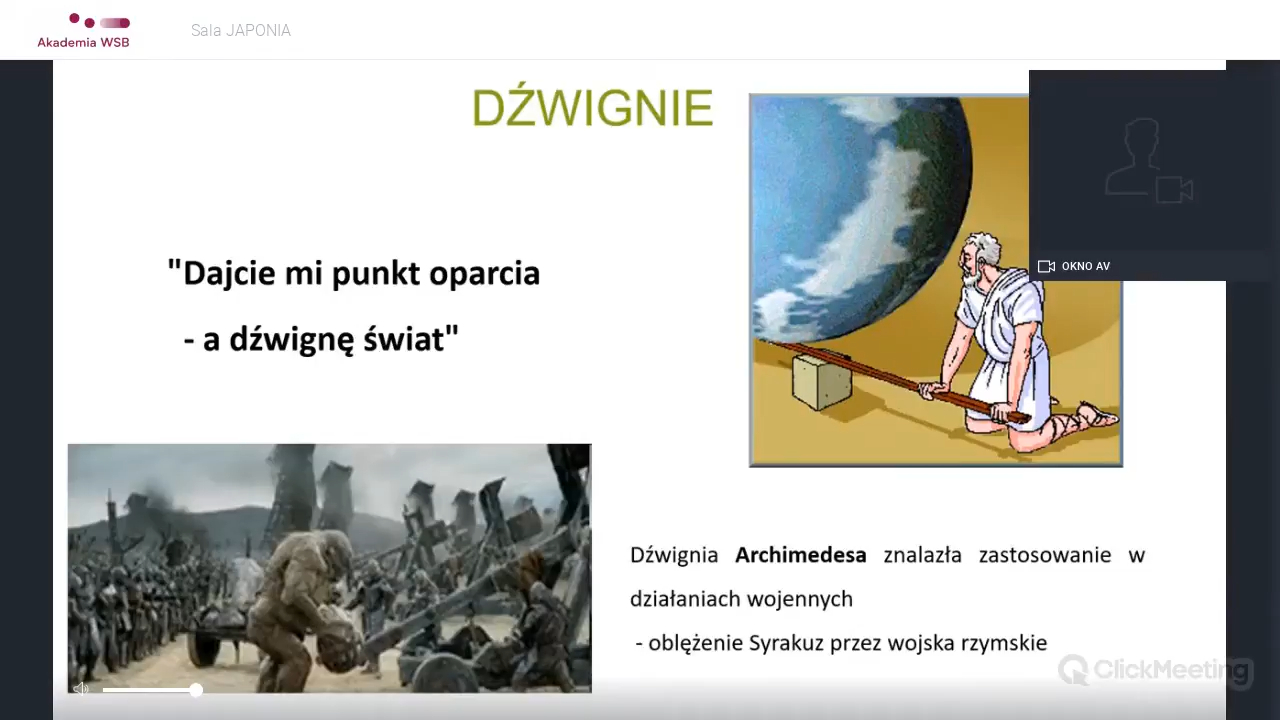 Akademia WSB
Sala JAPONIA
DŹWIGNIE
OKNO AV
"Dajcie mi punkt oparcia
- a dźwignę świat"
Dźwignia Archimedesa znalazła zastosowanie w
działaniach wojennych
- oblężenie Syrakuz przez wojska rzymskie
ClickMeeting